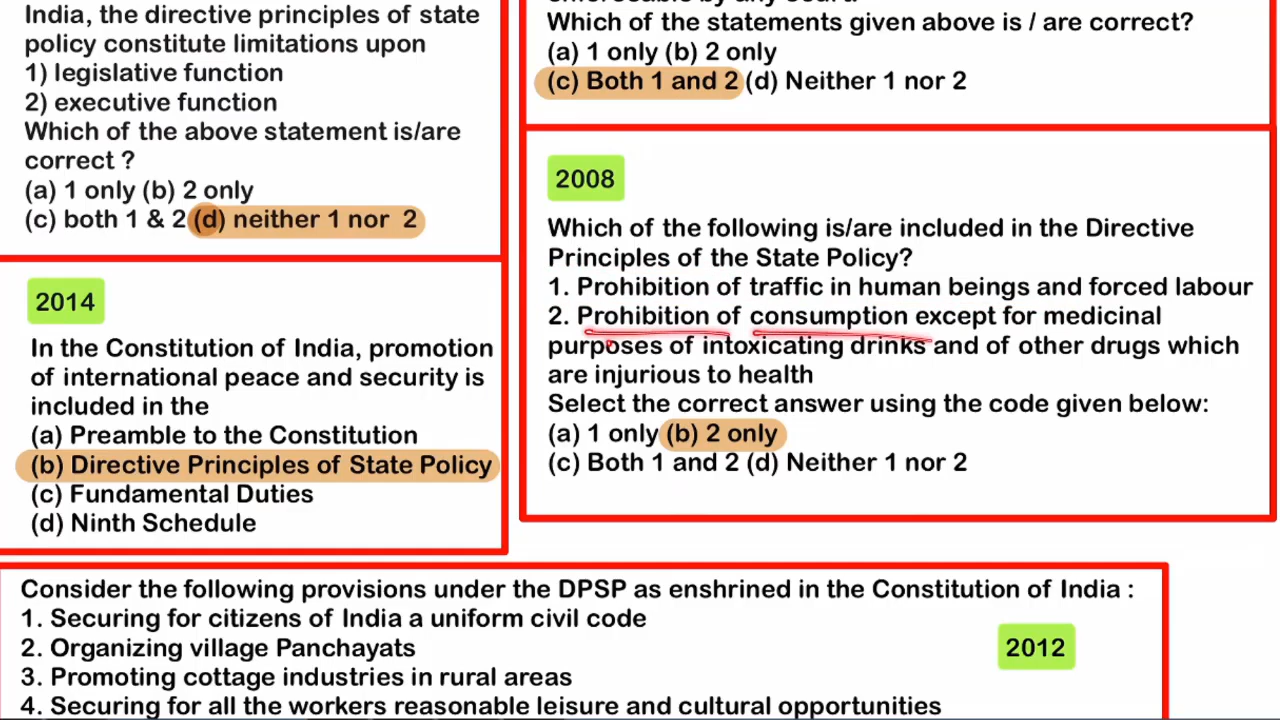 India, the directive principles of state
policy constitute limitations upon
1) legislative function
2) executive function
Which of the above statement is/are
correct ?
(a) 1 only (b) 2 only
(c) both 1 & 2 (d) neither 1 nor 2
2014
In the Constitution of India, promotion
of international peace and security is
included in the
(a) Preamble to the Constitution
(b) Directive Principles of State Policy
(c) Fundamental Duties
(d) Ninth Schedule
Which of the statements given above is / are correct?
(a) 1 only (b) 2 only
(c) Both 1 and 2 (d) Neither 1 nor 2
2008
Which of the following is/are included in the Directive
Principles of the State Policy?
1. Prohibition of traffic in human beings and forced labour
2. Prohibition of consumption except for medicinal
purposes of intoxicating drinks and of other drugs which
are injurious to health
Select the correct answer using the code given below:
(a) 1 only (b) 2 only
(c) Both 1 and 2 (d) Neither 1 nor 2
Consider the following provisions under the DPSP as enshrined in the Constitution of India :
1. Securing for citizens of India a uniform civil code
2. Organizing village Panchayats
3. Promoting cottage industries in rural areas
4. Securing for all the workers reasonable leisure and cultural opportunities
2012